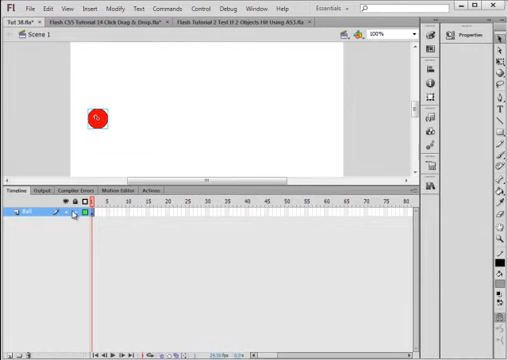 Fl File Edit View Insert Modify Text Commands Control Debug Window Help Essentials
Tut 38.fla* Flash CS5 Tutorial 14 Click Drag & Drop.fla* Flash Tutorial 2 Test If 2 Objects Hit Using AS3.fla
Scene 1 100%
Properties
Timeline Output Compiler Errors Motion Editor Actions
1 5 10 15 20 25 30 35 40 45 50 55 60 65 70 75 80
Ball